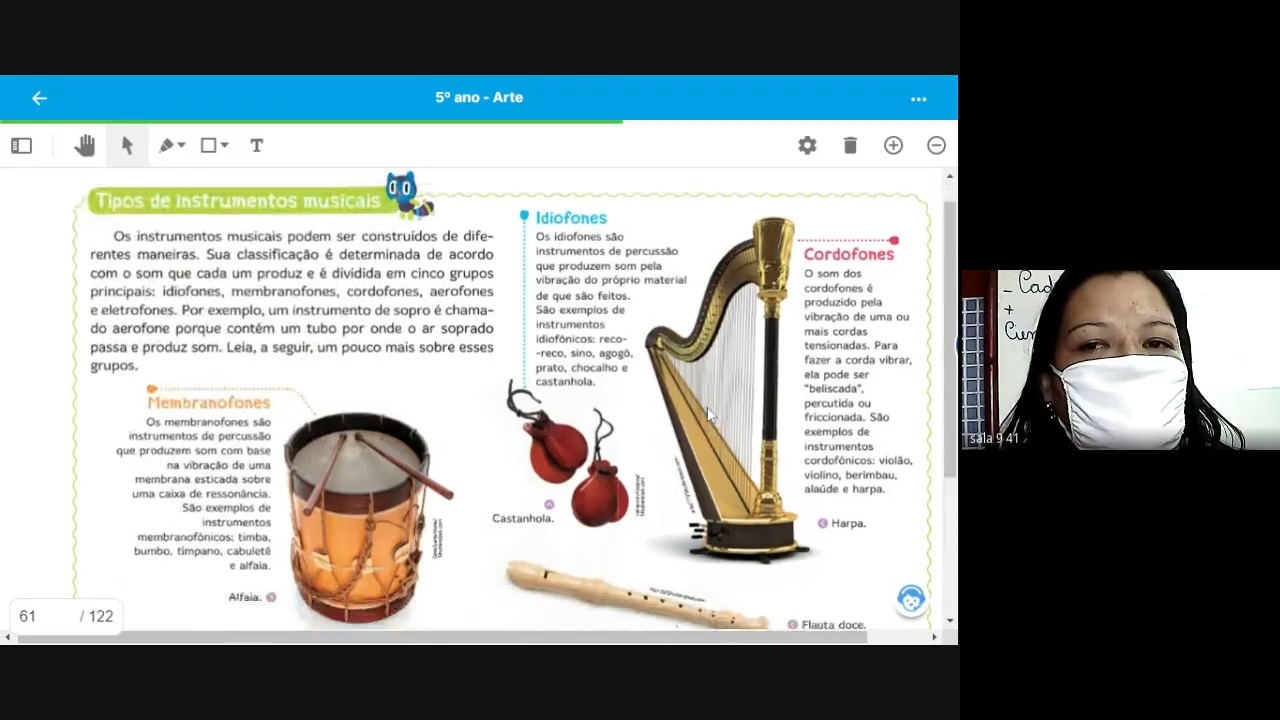 5º ano - Arte
T
Tipos de instrumentos musicais
Os instrumentos musicais podem ser construídos de dife-
rentes maneiras. Sua classificação é determinada de acordo
com o som que cada um produz e é dividida em cinco grupos
principais: idiofones, membranofones, cordofones, aerofones
e eletrofones. Por exemplo, um instrumento de sopro é chama-
do aerofone porque contém um tubo por onde o ar soprado
passa e produz som. Leia, a seguir, um pouco mais sobre esses
grupos.
Membranofones
Os membranofones são
instrumentos de percussão
que produzem som com base
na vibração de uma
membrana esticada sobre
uma caixa de ressonância.
São exemplos de
instrumentos
membranofônicos: timba,
bumbo, tímpano, cabuletê
e alfaia.
Alfaia.
Idiofones
Os idiofones são
instrumentos de percussão
que produzem som pela
vibração do próprio material
de que são feitos.
São exemplos de
instrumentos
idiofônicos: reco-
-reco, sino, agogô,
prato, chocalho e
castanhola.
Castanhola.
Cordofones
O som dos
cordofones é
produzido pela
vibração de uma ou
mais cordas
tensionadas. Para
fazer a corda vibrar,
ela pode ser
"beliscada",
percutida ou
friccionada. São
exemplos de
instrumentos
cordofônicos: violão,
violino, berimbau,
alaúde e harpa.
Harpa.
Flauta doce.
61 / 122
- Cad
+
Ciên
sala 9 41